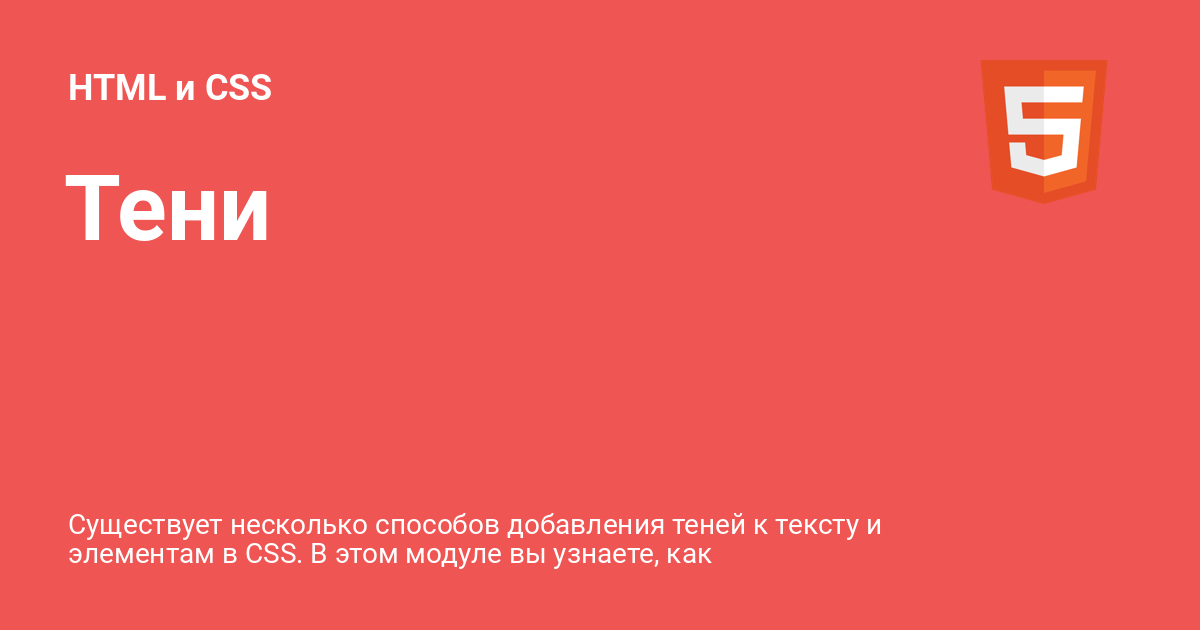 HTML и CSS
5
Тени
Существует несколько способов добавления теней к тексту и
элементам в CSS. В этом модуле вы узнаете, как